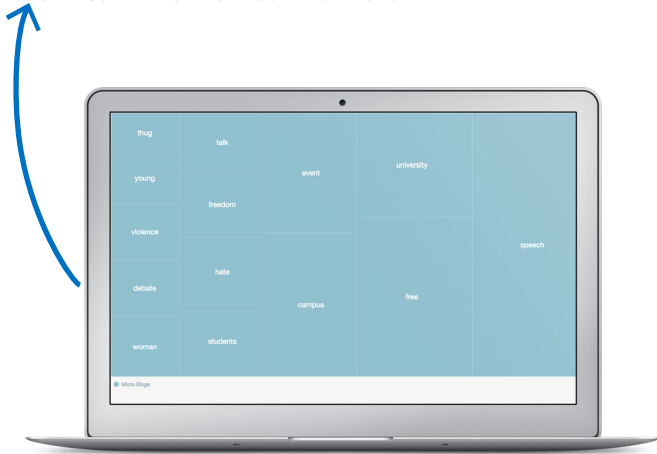 thug
young
violence
debate
woman
talk
freedom
hate
students
event
campus
university
free
speech
Micro Blogs